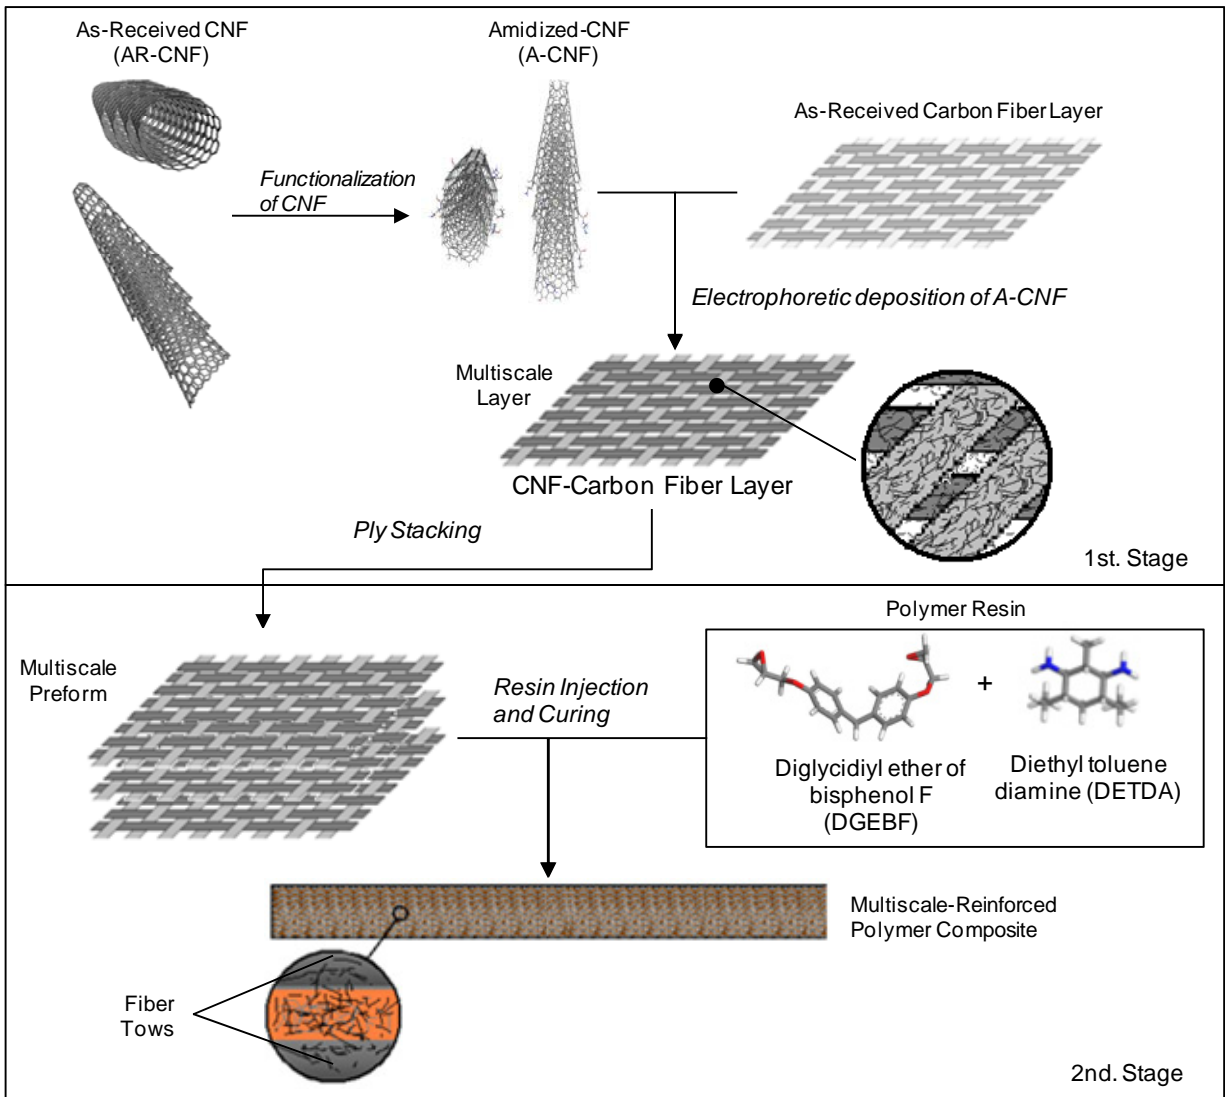 As-Received CNF
(AR-CNF)
Amidized-CNF
(A-CNF)
As-Received Carbon Fiber Layer
Functionalization
of CNF
Electrophoretic deposition of A-CNF
Multiscale
Layer
CNF-Carbon Fiber Layer
Ply Stacking
1st. Stage
Polymer Resin
Multiscale
Preform
Resin Injection
and Curing
+
Diglycidiyl ether of
bisphenol F
(DGEBF)
Diethyl toluene
diamine (DETDA)
Multiscale-Reinforced
Polymer Composite
Fiber
Tows
2nd. Stage